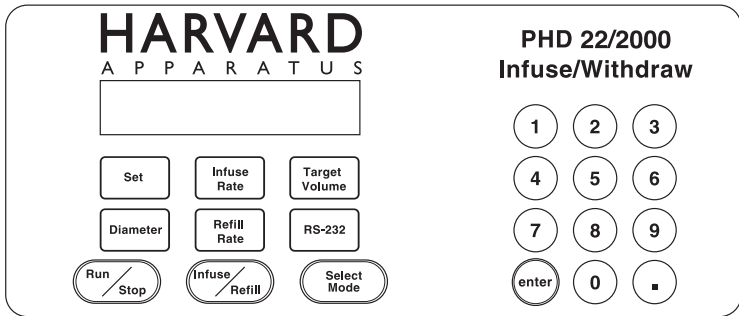 HARVARD
APPARATUS
PHD 22/2000
Infuse/Withdraw
Set
Infuse
Rate
Target
Volume
Diameter
Refill
Rate
RS-232
Run/Stop
Infuse/Refill
Select
Mode
1 2 3
4 5 6
7 8 9
enter 0 .